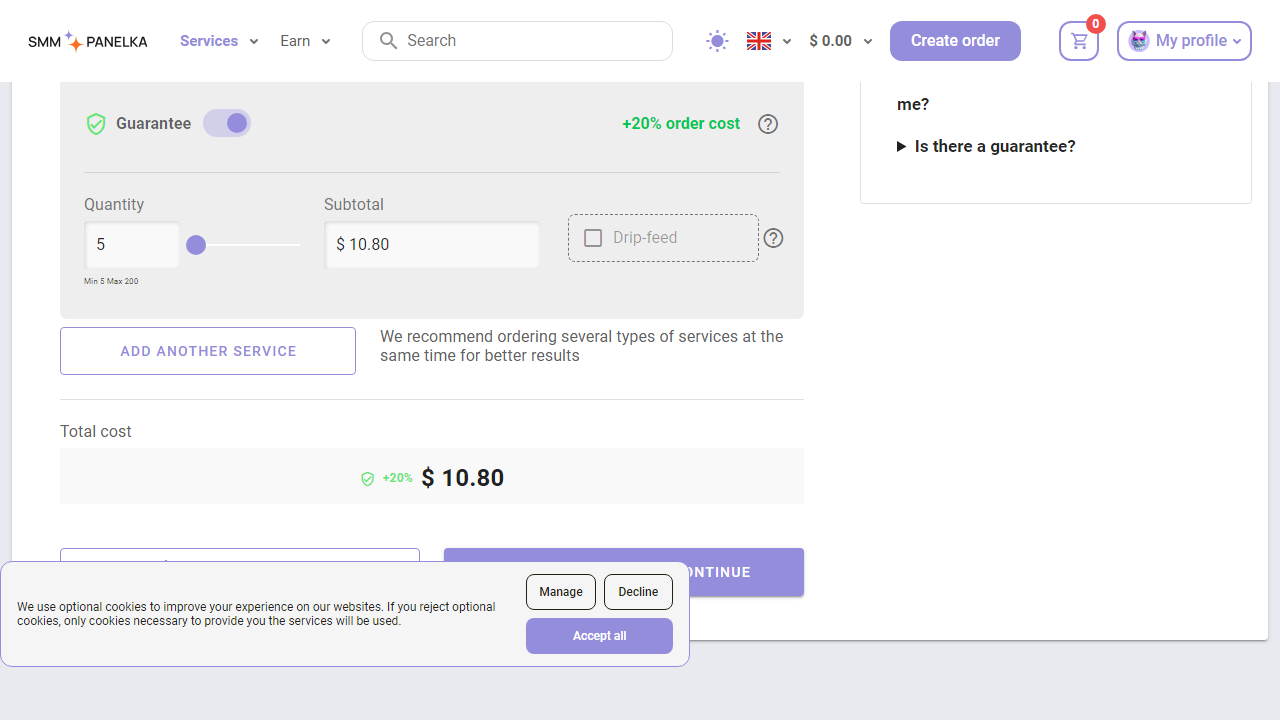 SMM PANELKA
Services
Earn
Search
$ 0.00
Create order
0
My profile
me?
Guarantee
+20% order cost
Is there a guarantee?
Quantity
Subtotal
5
$ 10.80
Drip-feed
Min 5 Max 200
ADD ANOTHER SERVICE
We recommend ordering several types of services at the
same time for better results
Total cost
+20%
$ 10.80
We use optional cookies to improve your experience on our websites. If you reject optional
cookies, only cookies necessary to provide you the services will be used.
Manage
Decline
Accept all